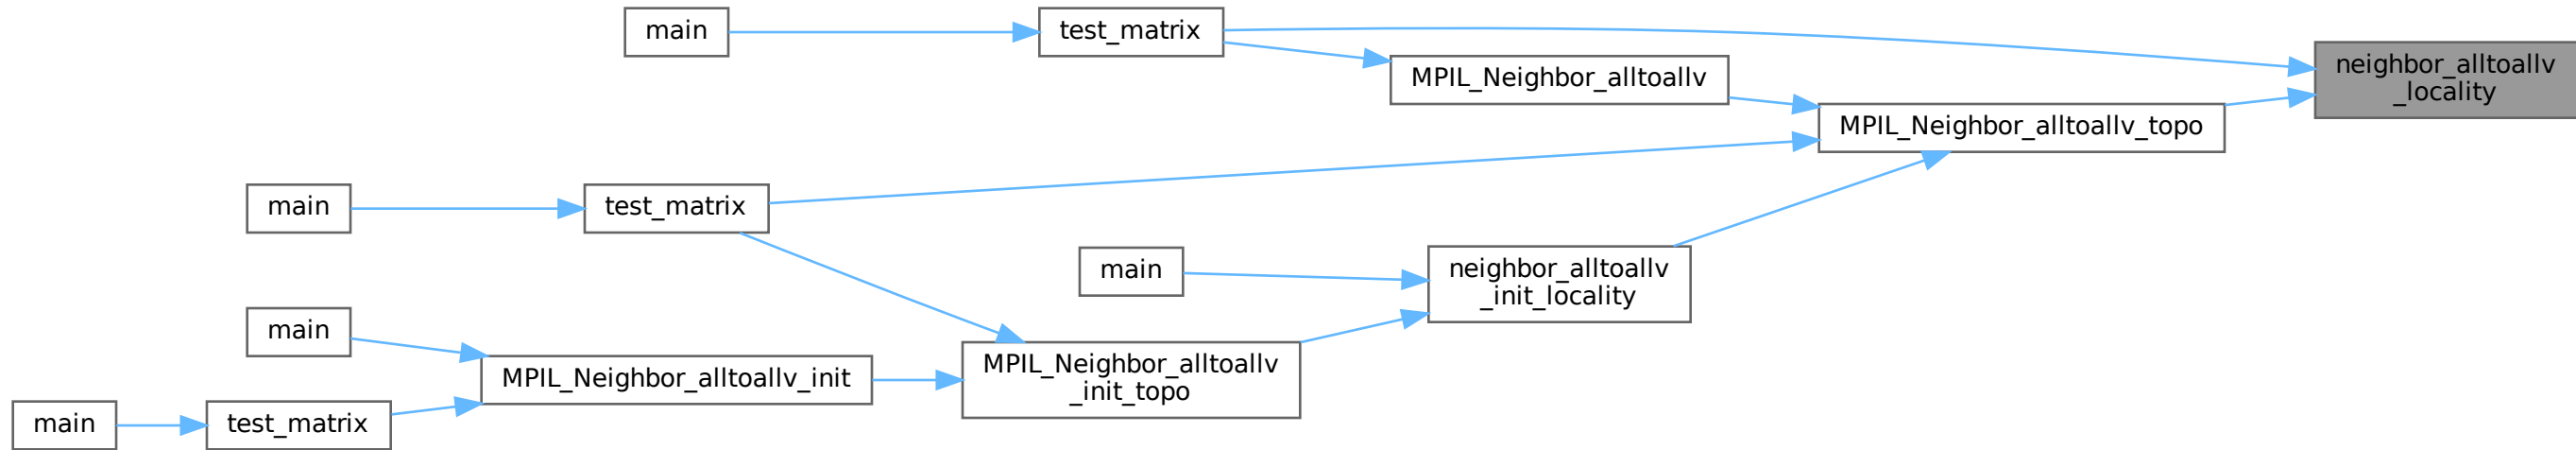 main
test_matrix
neighbor_alltoallv
_locality
MPIL_Neighbor_alltoallv
MPIL_Neighbor_alltoallv_topo
main
test_matrix
main
neighbor_alltoallv
_init_locality
main
MPIL_Neighbor_alltoallv_init
MPIL_Neighbor_alltoallv
_init_topo
main
test_matrix